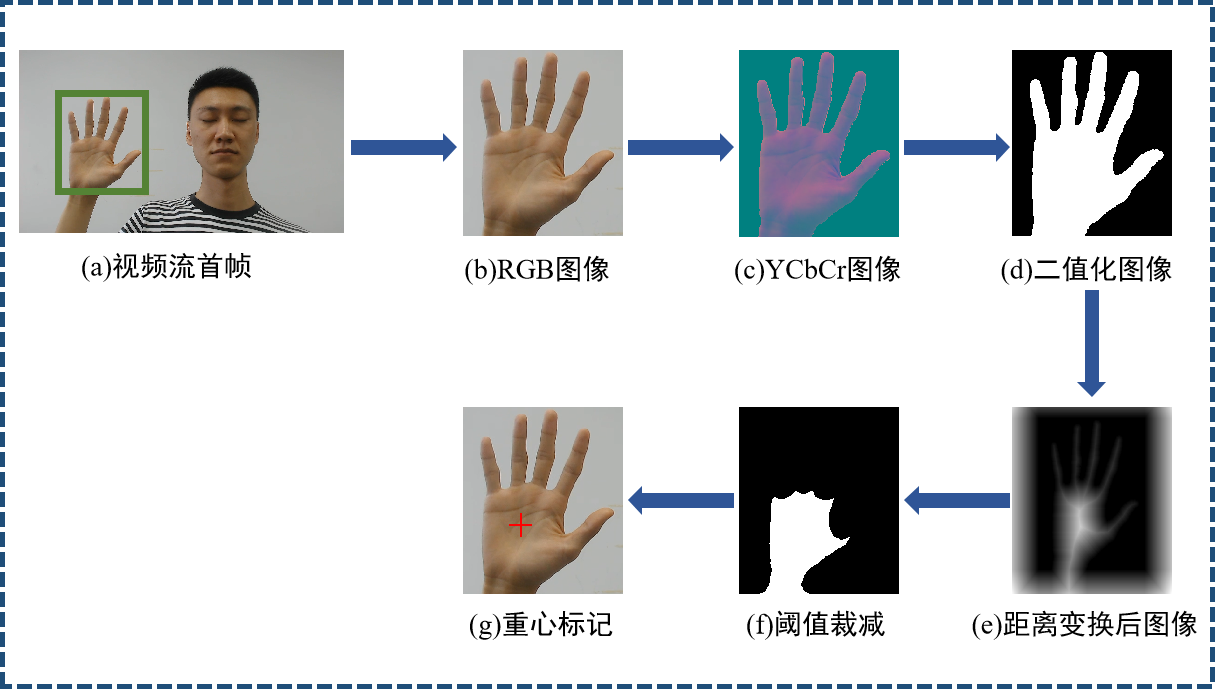 (a)视频流首帧
(b)RGB图像
(c)YCbCr图像
(d)二值化图像
(g)重心标记
(f)阈值裁减
(e)距离变换后图像